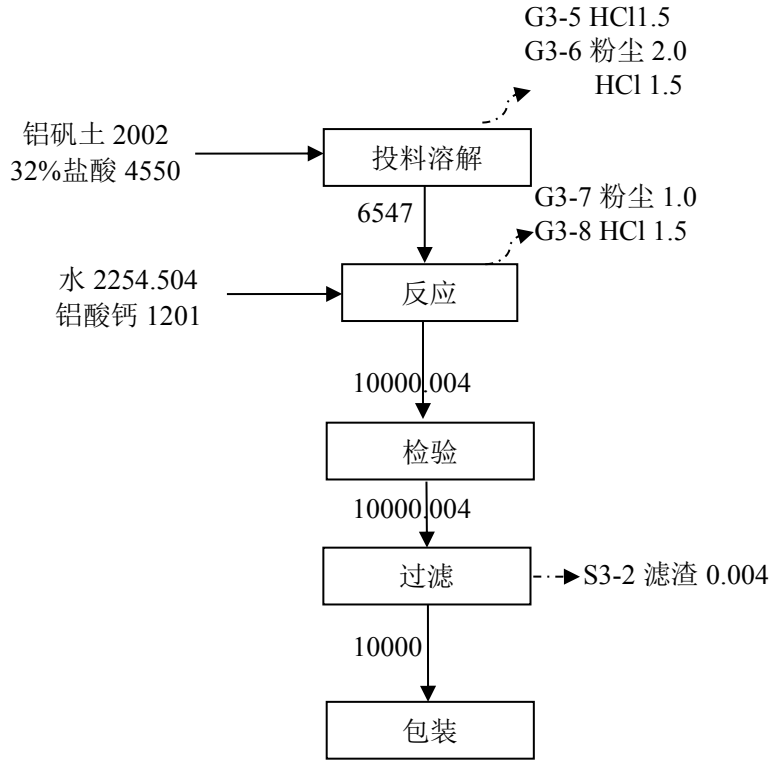 G3-5 HCl1.5
G3-6 粉尘 2.0
HCl 1.5
铝矾土 2002
32%盐酸 4550
投料溶解
6547
G3-7 粉尘 1.0
G3-8 HCl 1.5
水 2254.504
铝酸钙 1201
反应
10000.004
检验
10000.004
过滤
S3-2 滤渣 0.004
10000
包装